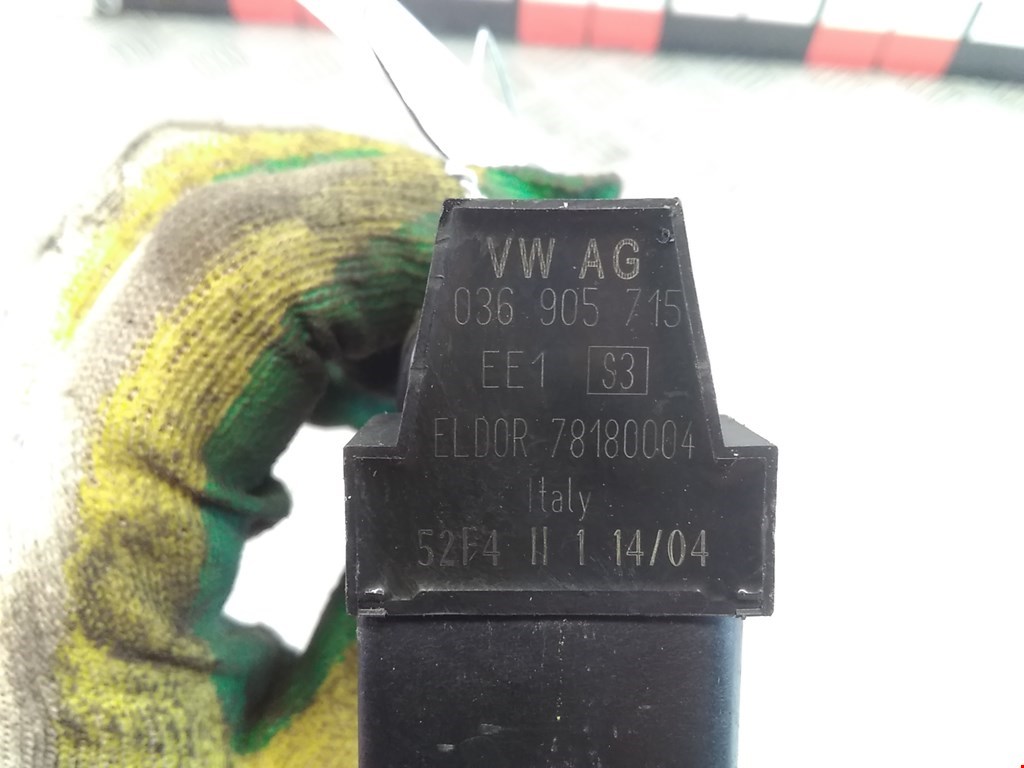 VW AG
036 905 715
EE1 S3
ELDOR 78180004
Italy
52F4 II 1 14/04